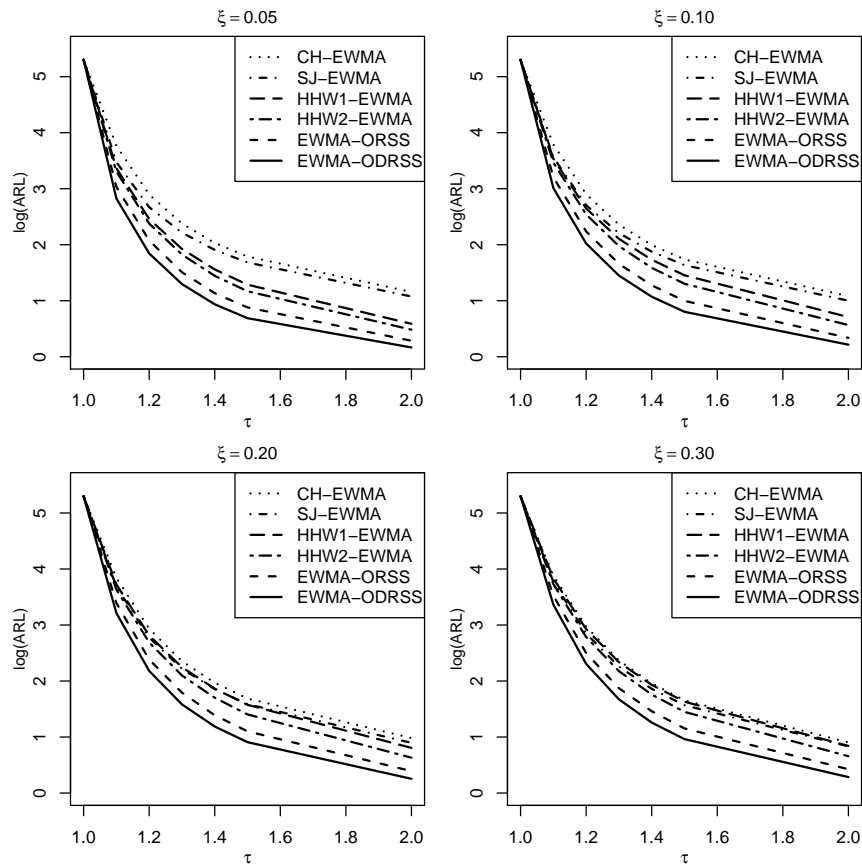 ξ = 0.05
log(ARL)
0 1 2 3 4 5
CH−EWMA
SJ−EWMA
HHW1−EWMA
HHW2−EWMA
EWMA−ORSS
EWMA−ODRSS
1.0 1.2 1.4 1.6 1.8 2.0
τ
ξ = 0.10
log(ARL)
0 1 2 3 4 5
CH−EWMA
SJ−EWMA
HHW1−EWMA
HHW2−EWMA
EWMA−ORSS
EWMA−ODRSS
1.0 1.2 1.4 1.6 1.8 2.0
τ
ξ = 0.20
log(ARL)
0 1 2 3 4 5
CH−EWMA
SJ−EWMA
HHW1−EWMA
HHW2−EWMA
EWMA−ORSS
EWMA−ODRSS
1.0 1.2 1.4 1.6 1.8 2.0
τ
ξ = 0.30
log(ARL)
0 1 2 3 4 5
CH−EWMA
SJ−EWMA
HHW1−EWMA
HHW2−EWMA
EWMA−ORSS
EWMA−ODRSS
1.0 1.2 1.4 1.6 1.8 2.0
τ